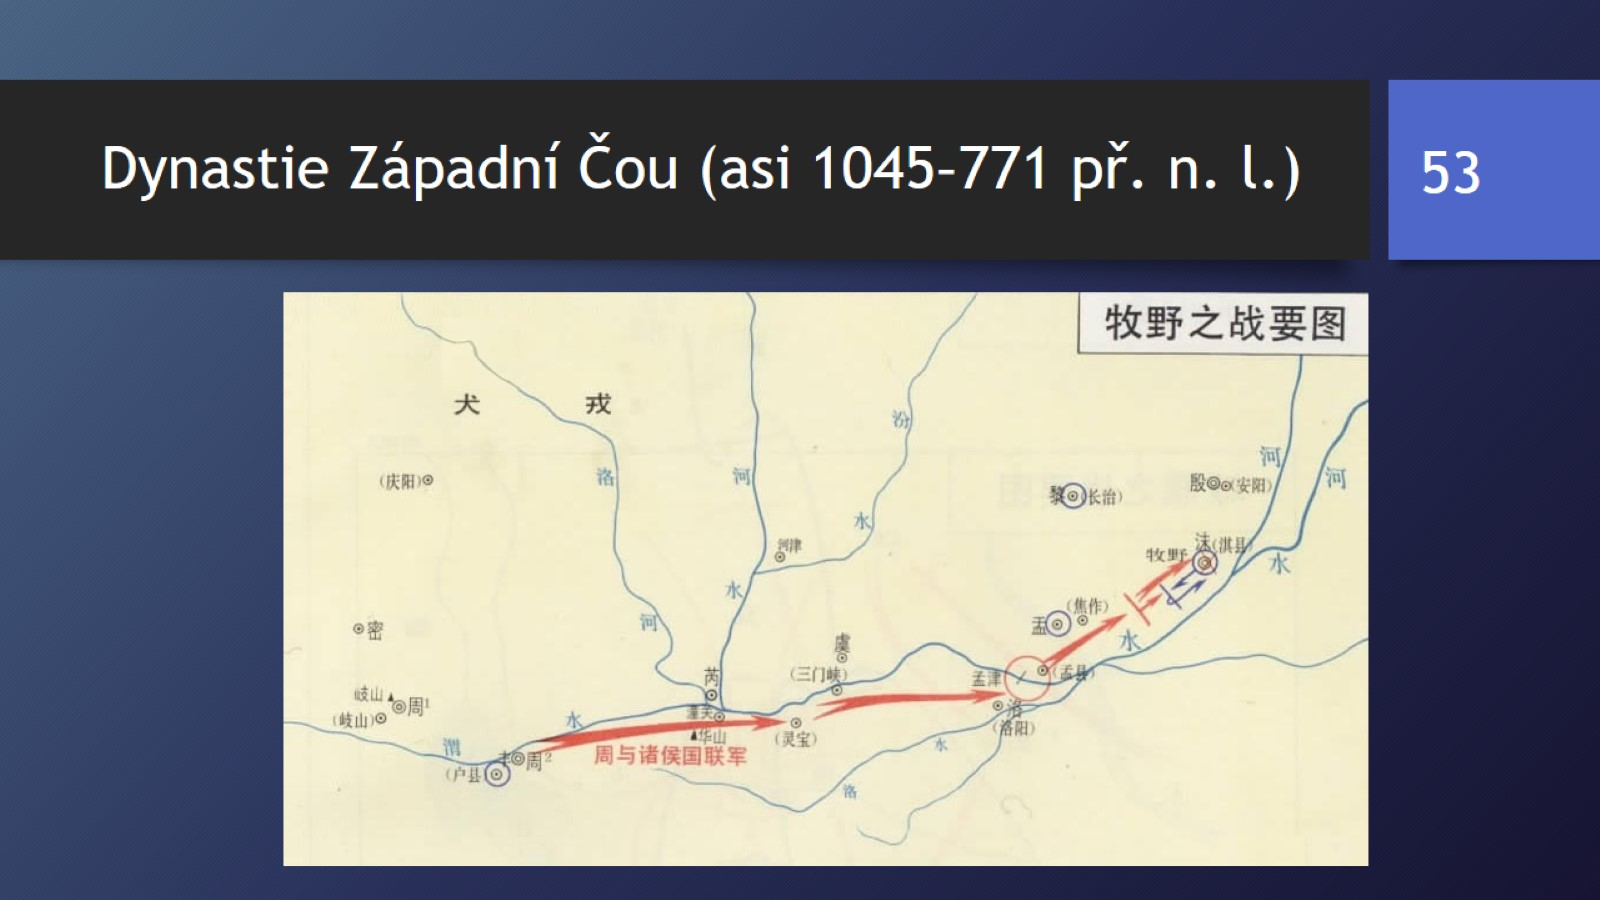 Dynastie Západní Čou (asi 1045-771 př. n. l.)
53
牧野之战要图
犬 戎
汾
洛
河
河
河
(庆阳)
黎 (长治)
殷 (安阳)
水
河津
沫 (淇县)
牧野
水
水
(焦作)
盂
河
密
水
虞
芮
(三门峡)
孟津
(孟县)
岐山
周1
(岐山)
潼关
洛
(洛阳)
水
华山
(灵宝)
渭
丰 周2
周与诸侯国联军
水
(户县)
洛